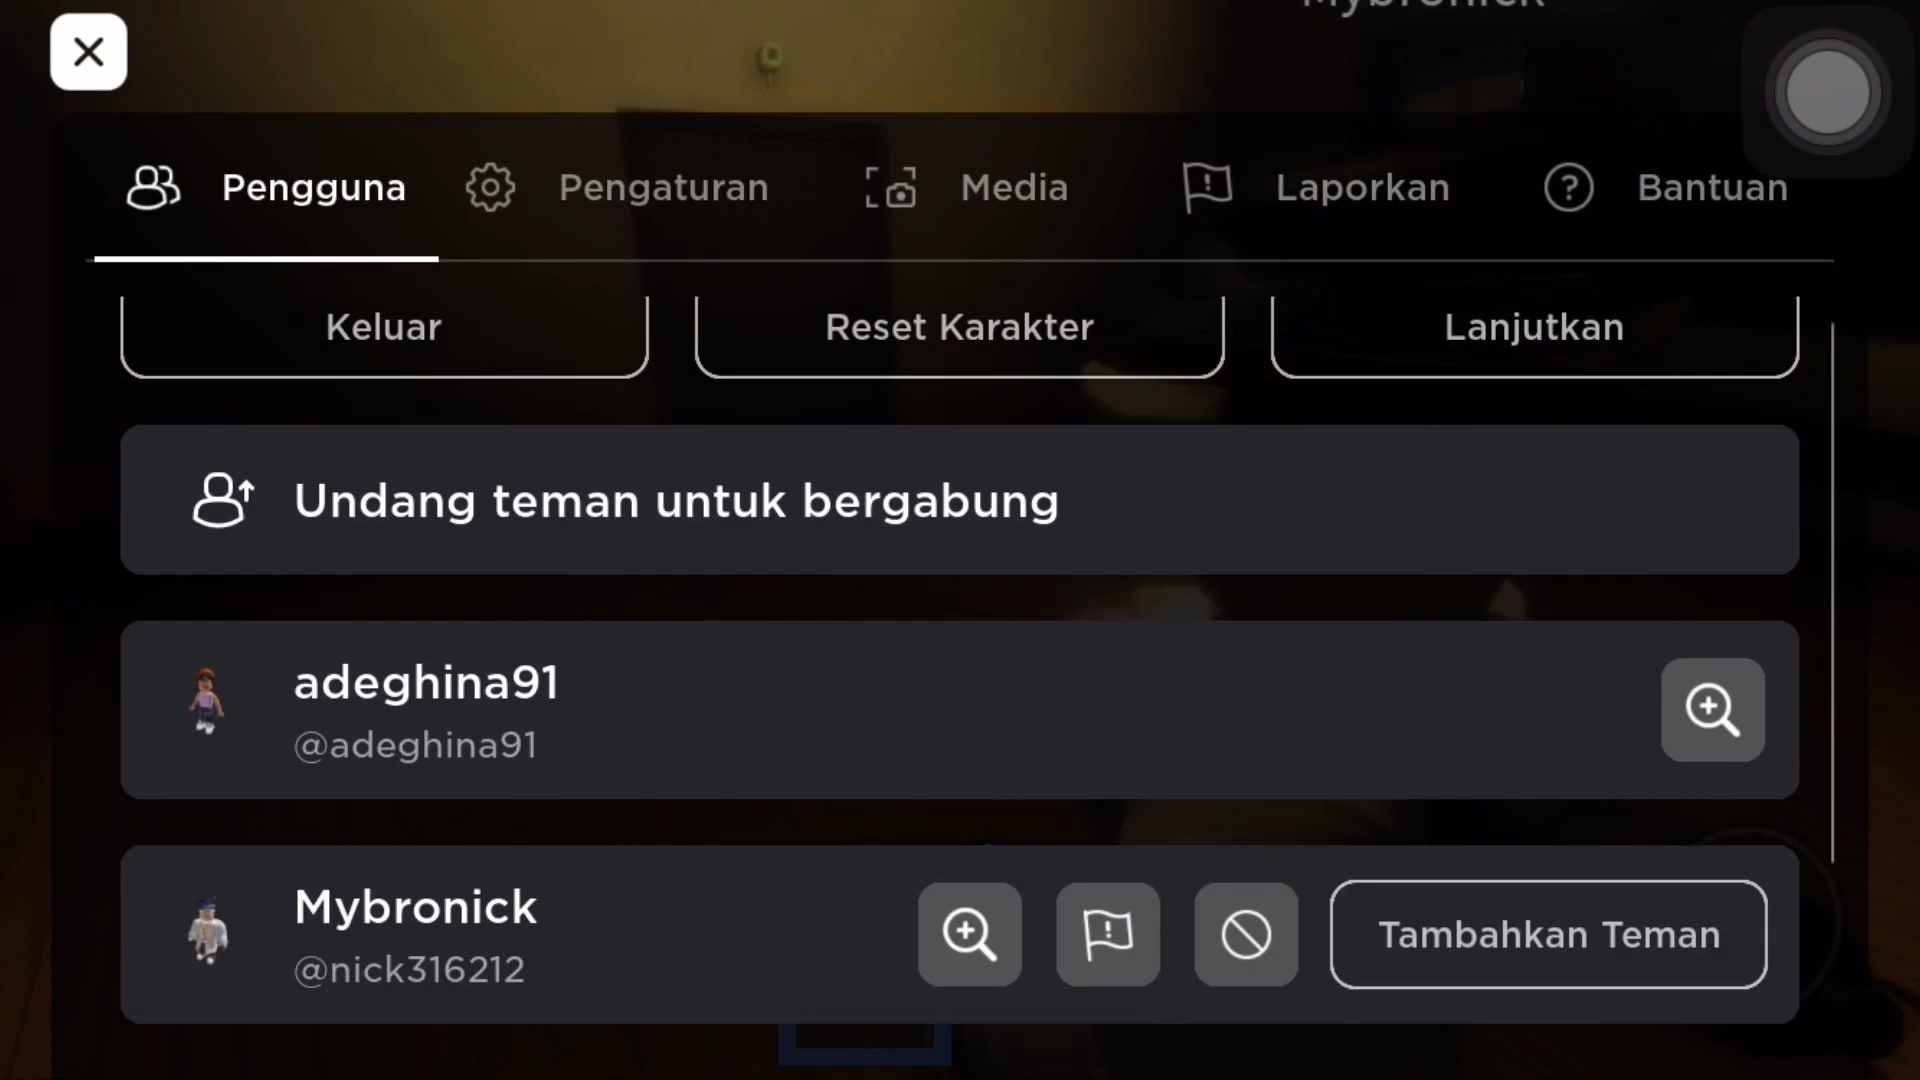 Mybronick
Pengguna
Pengaturan
Media
Laporkan
Bantuan
Keluar
Reset Karakter
Lanjutkan
Undang teman untuk bergabung
adeghina91
@adeghina91
Mybronick
@nick316212
Tambahkan Teman